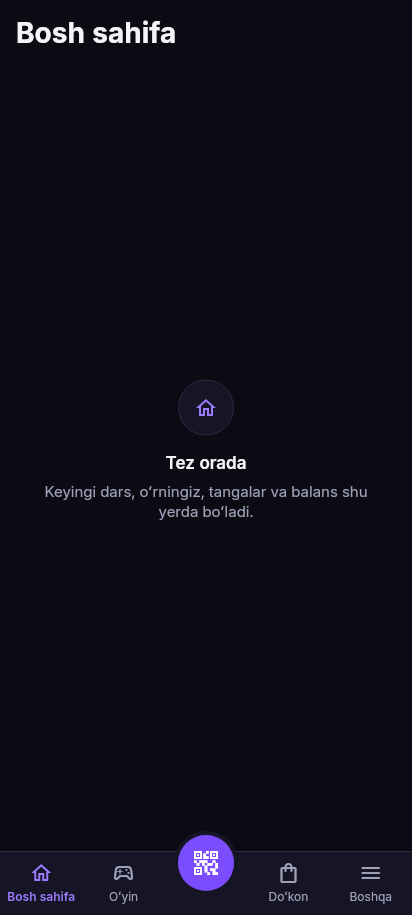 Bosh sahifa
Tez orada
Keyingi dars, oʻrningiz, tangalar va balans shu
yerda boʻladi.
Bosh sahifa
Oʻyin
Doʻkon
Boshqa